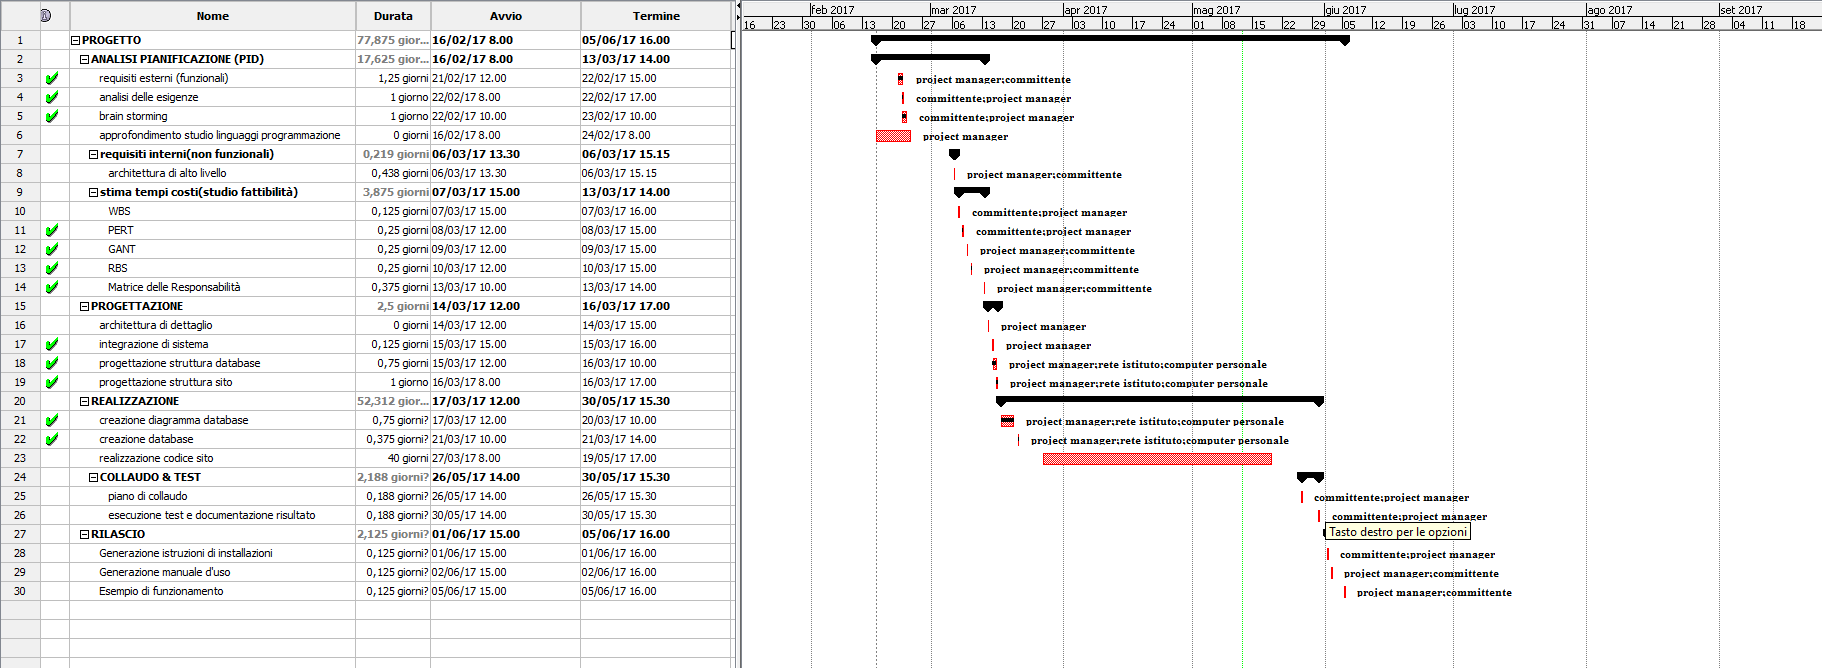 Nome Durata Avvio Termine
feb 2017 mar 2017 apr 2017 mag 2017 giu 2017 lug 2017 ago 2017 set 2017
16 23 30 06 13 20 27 06 13 20 27 03 10 17 24 01 08 15 22 29 05 12 19 26 03 10 17 24 31 07 14 21 28 04 11 18
1 PROGETTO 77,875 gior... 16/02/17 8.00 05/06/17 16.00
2 ANALISI PIANIFICAZIONE (PID) 17,625 gior... 16/02/17 8.00 13/03/17 14.00
3 requisiti esterni (funzionali) 1,25 giorni 21/02/17 12.00 22/02/17 15.00 project manager;committente
4 analisi delle esigenze 1 giorno 22/02/17 8.00 22/02/17 17.00 committente;project manager
5 brain storming 1 giorno 22/02/17 10.00 23/02/17 10.00 committente;project manager
6 approfondimento studio linguaggi programmazione 0 giorni 16/02/17 8.00 24/02/17 8.00 project manager
7 requisiti interni(non funzionali) 0,219 giorni 06/03/17 13.30 06/03/17 15.15
8 architettura di alto livello 0,438 giorni 06/03/17 13.30 06/03/17 15.15 project manager;committente
9 stima tempi costi(studio fattibilità) 3,875 giorni 07/03/17 15.00 13/03/17 14.00
10 WBS 0,125 giorni 07/03/17 15.00 07/03/17 16.00 committente;project manager
11 PERT 0,25 giorni 08/03/17 12.00 08/03/17 15.00 committente;project manager
12 GANT 0,25 giorni 09/03/17 12.00 09/03/17 15.00 project manager;committente
13 RBS 0,25 giorni 10/03/17 12.00 10/03/17 15.00 project manager;committente
14 Matrice delle Responsabilità 0,375 giorni 13/03/17 10.00 13/03/17 14.00 project manager;committente
15 PROGETTAZIONE 2,5 giorni 14/03/17 12.00 16/03/17 17.00
16 architettura di dettaglio 0 giorni 14/03/17 12.00 14/03/17 15.00 project manager
17 integrazione di sistema 0,125 giorni 15/03/17 15.00 15/03/17 16.00 project manager
18 progettazione struttura database 0,75 giorni 15/03/17 12.00 16/03/17 10.00 project manager;rete istituto;computer personale
19 progettazione struttura sito 1 giorno 16/03/17 8.00 16/03/17 17.00 project manager;rete istituto;computer personale
20 REALIZZAZIONE 52,312 gior... 17/03/17 12.00 30/05/17 15.30
21 creazione diagramma database 0,75 giorni? 17/03/17 12.00 20/03/17 10.00 project manager;rete istituto;computer personale
22 creazione database 0,375 giorni? 21/03/17 10.00 21/03/17 14.00 project manager;rete istituto;computer personale
23 realizzazione codice sito 40 giorni 27/03/17 8.00 19/05/17 17.00
24 COLLAUDO & TEST 2,188 giorni? 26/05/17 14.00 30/05/17 15.30
25 piano di collaudo 0,188 giorni? 26/05/17 14.00 26/05/17 15.30 committente;project manager
26 esecuzione test e documentazione risultato 0,188 giorni? 30/05/17 14.00 30/05/17 15.30 committente;project manager
27 RILASCIO 2,125 giorni? 01/06/17 15.00 05/06/17 16.00 Tasto destro per le opzioni
28 Generazione istruzioni di installazioni 0,125 giorni? 01/06/17 15.00 01/06/17 16.00 committente;project manager
29 Generazione manuale d'uso 0,125 giorni? 02/06/17 15.00 02/06/17 16.00 project manager;committente
30 Esempio di funzionamento 0,125 giorni? 05/06/17 15.00 05/06/17 16.00 project manager;committente